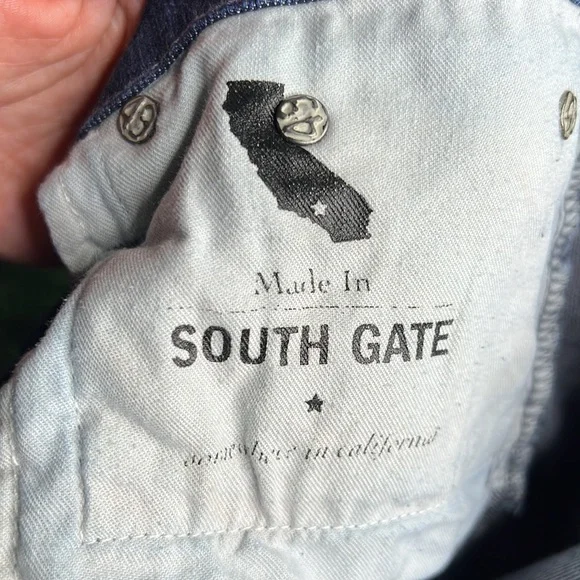 Made In
SOUTH GATE
somewhere in california